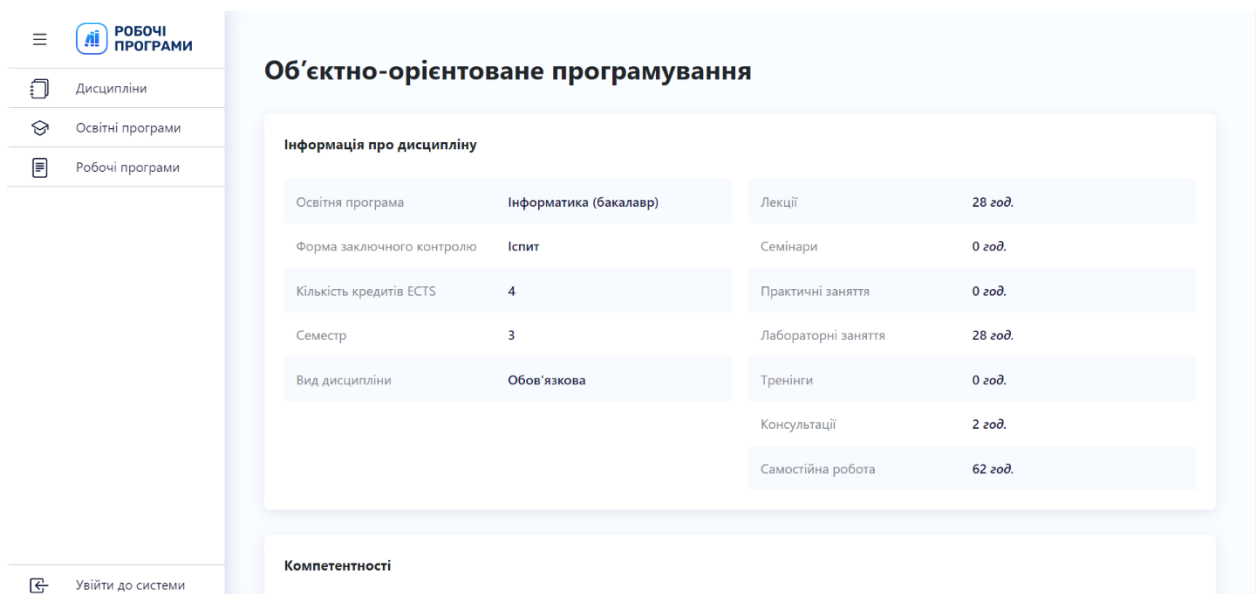 РОБОЧІ
ПРОГРАМИ
Дисципліни
Освітні програми
Робочі програми
Увійти до системи
Об’єктно-орієнтоване програмування
Інформація про дисципліну
Освітня програма Інформатика (бакалавр)
Форма заключного контролю Іспит
Кількість кредитів ECTS 4
Семестр 3
Вид дисципліни Обов'язкова
Лекції 28 год.
Семінари 0 год.
Практичні заняття 0 год.
Лабораторні заняття 28 год.
Тренінги 0 год.
Консультації 2 год.
Самостійна робота 62 год.
Компетентності